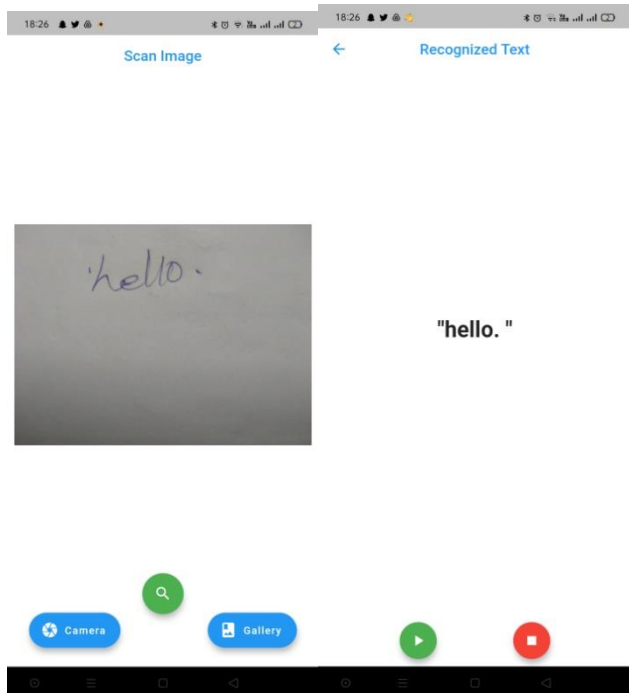 18:26
Scan Image
'hello.
Camera
Gallery
18:26
Recognized Text
"hello. "